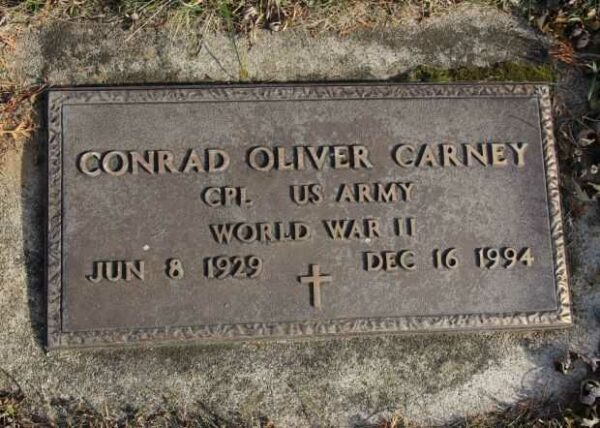 CONRAD OLIVER CARNEY
CPL US ARMY
WORLD WAR II
JUN 8 1929 DEC 16 1994